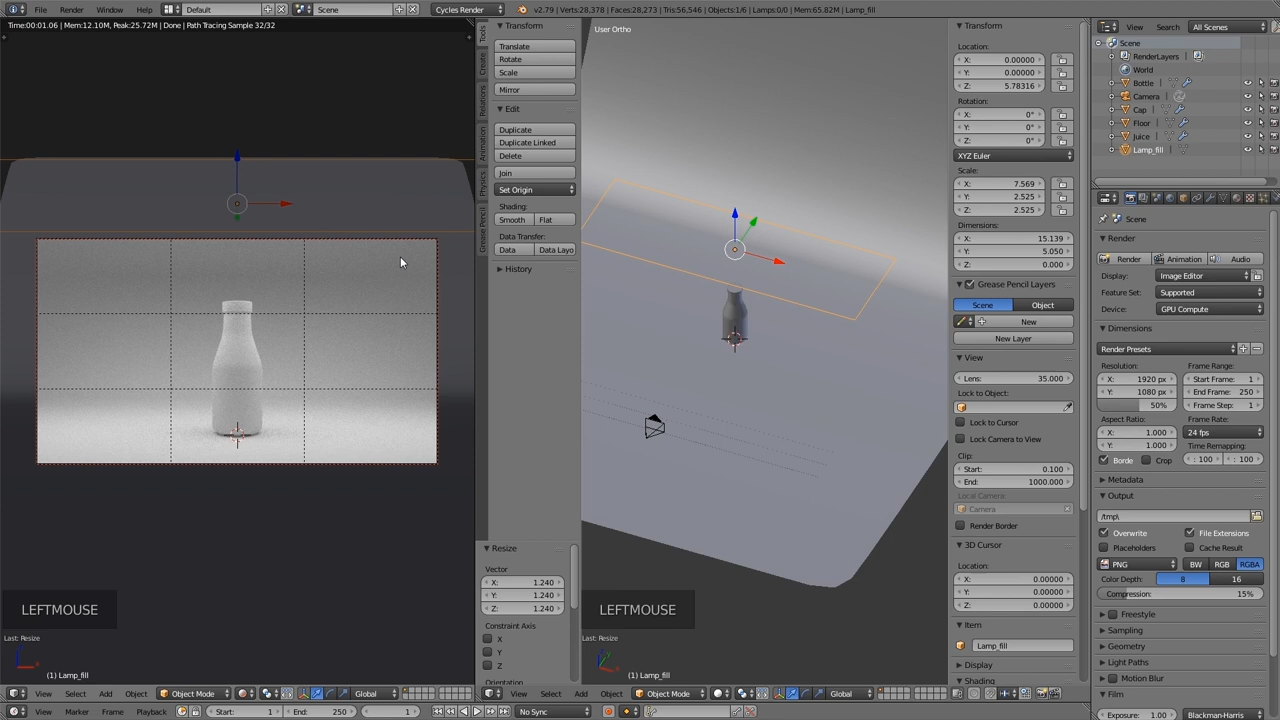 File Render Window Help Default Scene Cycles Render v2.79 | Verts:28,378 | Faces:28,273 | Tris:56,546 | Objects:1/6 | Lamps:0/0 | Mem:65.82M | Lamp_fill
Time:00:01.06 | Mem:12.10M, Peak:25.72M | Done | Path Tracing Sample 32/32
Tools
Create
Relations
Animation
Physics
Grease Pencil
Transform
Translate
Rotate
Scale
Mirror
Edit
Duplicate
Duplicate Linked
Delete
Join
Set Origin
Shading:
Smooth Flat
Data Transfer:
Data Data Layo
History
Resize
Vector
X: 1.240
Y: 1.240
Z: 1.240
Constraint Axis
X
Y
Z
Orientation
LEFTMOUSE
Last: Resize
(1) Lamp_fill
User Ortho
LEFTMOUSE
Last: Resize
(1) Lamp_fill
Transform
Location:
X: 0.00000
Y: 0.00000
Z: 5.78316
Rotation:
X: 0°
Y: 0°
Z: 0°
XYZ Euler
Scale:
X: 7.569
Y: 2.525
Z: 2.525
Dimensions:
X: 15.139
Y: 5.050
Z: 0.000
Grease Pencil Layers
Scene Object
New
New Layer
View
Lens: 35.000
Lock to Object:
Lock to Cursor
Lock Camera to View
Clip:
Start: 0.100
End: 1000.000
Local Camera:
Camera
Render Border
3D Cursor
Location:
X: 0.00000
Y: 0.00000
Z: 0.00000
Item
Lamp_fill
Display
Shading
View Search All Scenes
Scene
RenderLayers
World
Bottle
Camera
Cap
Floor
Juice
Lamp_fill
Scene
Render
Render Animation Audio
Display: Image Editor
Feature Set: Supported
Device: GPU Compute
Dimensions
Render Presets
Resolution: Frame Range:
X: 1920 px Start Frame: 1
Y: 1080 px End Frame: 250
50% Frame Step: 1
Aspect Ratio: Frame Rate:
X: 1.000 24 fps
Y: 1.000 Time Remapping:
Borde Crop : 100 : 100
Metadata
Output
/tmp\
Overwrite File Extensions
Placeholders Cache Result
PNG BW RGB RGBA
Color Depth: 8 16
Compression: 15%
Freestyle
Sampling
Geometry
Light Paths
Motion Blur
Film
Exposure: 1.00 Blackman-Harris
View Select Add Object Object Mode Global
View Select Add Object Object Mode Global
View Marker Frame Playback Start: 1 End: 250 1 No Sync